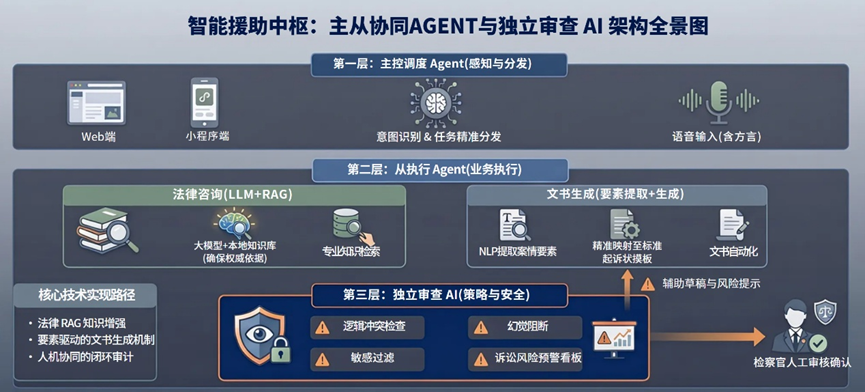 智能援助中枢：主从协同AGENT与独立审查 AI 架构全景图
第一层：主控调度 Agent(感知与分发)
Web端
小程序端
意图识别 & 任务精准分发
语音输入(含方言)
第二层：从执行 Agent(业务执行)
法律咨询(LLM+RAG)
大模型+本地知识库
(确保权威依据)
专业知识检索
文书生成(要素提取+生成)
NLP提取案情要素
精准映射至标准
起诉状摸板
文书自动化
核心技术实现路径
• 法律 RAG 知识增强
• 要素驱动的文书生成机制
• 人机协同的闭环审计
第三层：独立审查 AI(策略与安全)
逻辑冲突检查
幻觉阻断
敏感过滤
诉讼风险预警看板
辅助草稿与风险提示
检察官人工审核确认